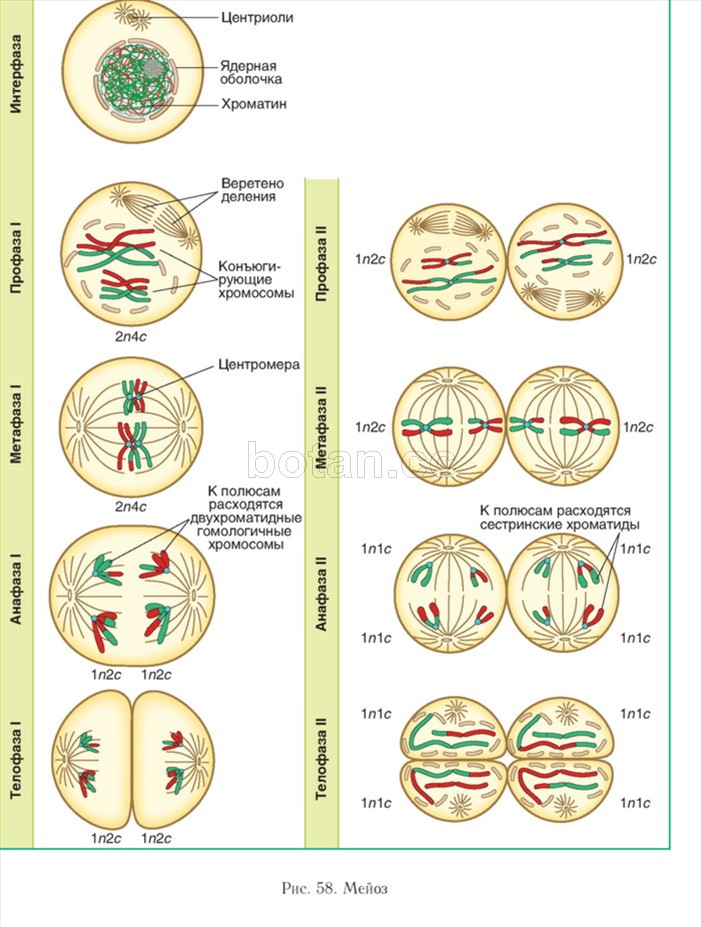 Интерфаза
Центриоли
Ядерная
оболочка
Хроматин
Профаза I
Веретено
деления
Конъюги-
рующие
хромосомы
2n4c
Метафаза I
Центромера
2n4c
Анафаза I
К полюсам
расходятся
двухроматидные
гомологичные
хромосомы
1n2c 1n2c
Телофаза I
1n2c 1n2c
Профаза II
1n2c 1n2c
Метафаза II
1n2c 1n2c
Анафаза II
К полюсам расходятся
сестринские хроматиды
1n1c 1n1c
1n1c 1n1c
Телофаза II
1n1c 1n1c
1n1c 1n1c
botan.cc
Рис. 58. Мейоз